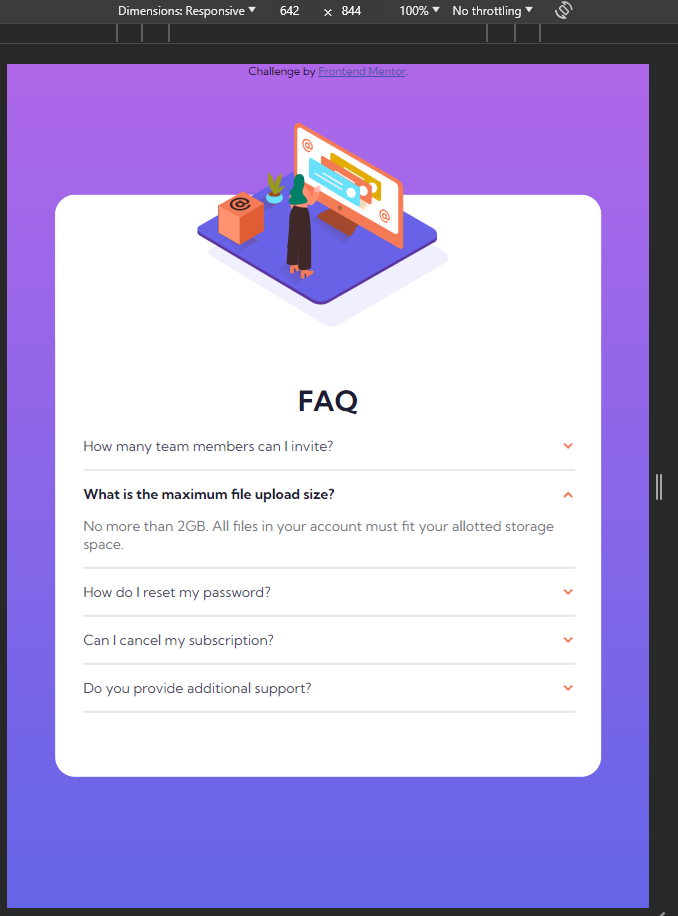 Dimensions: Responsive 642 × 844 100% No throttling
Challenge by Frontend Mentor.
@
@
@
FAQ
How many team members can I invite?
What is the maximum file upload size?
No more than 2GB. All files in your account must fit your allotted storage
space.
How do I reset my password?
Can I cancel my subscription?
Do you provide additional support?